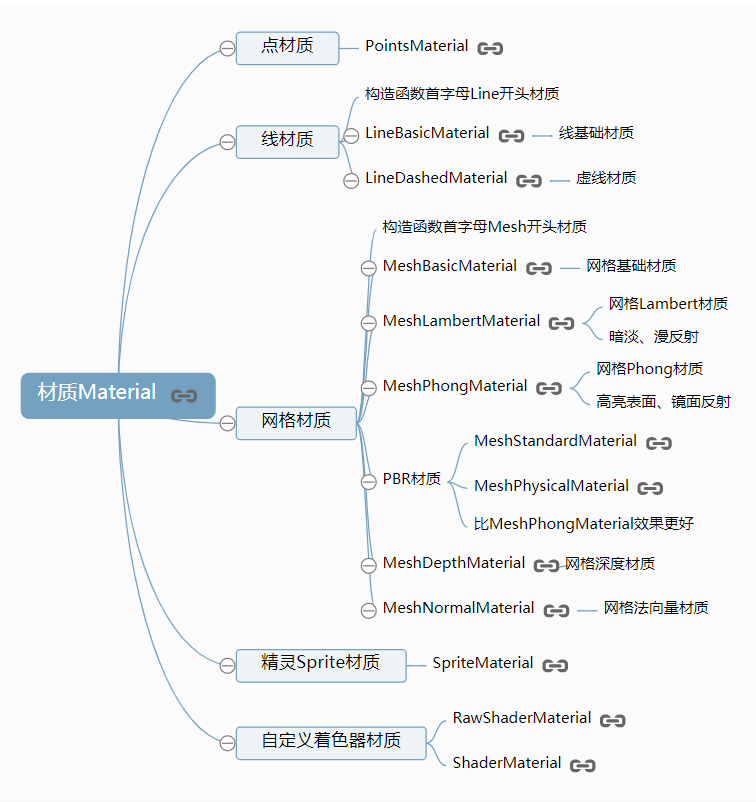 点材质
PointsMaterial
构造函数首字母Line开头材质
线材质
LineBasicMaterial
线基础材质
LineDashedMaterial
虚线材质
构造函数首字母Mesh开头材质
MeshBasicMaterial
网格基础材质
MeshLambertMaterial
网格Lambert材质
暗淡、漫反射
材质Material
MeshPhongMaterial
网格Phong材质
高亮表面、镜面反射
网格材质
PBR材质
MeshStandardMaterial
MeshPhysicalMaterial
比MeshPhongMaterial效果更好
MeshDepthMaterial
网格深度材质
MeshNormalMaterial
网格法向量材质
精灵Sprite材质
SpriteMaterial
自定义着色器材质
RawShaderMaterial
ShaderMaterial